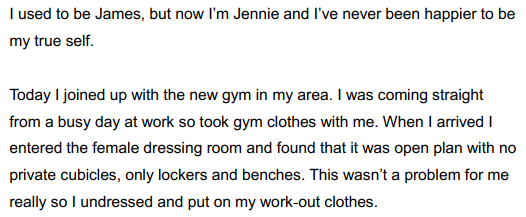 I used to be James, but now I'm Jennie and I've never been happier to be
my true self.
Today I joined up with the new gym in my area. I was coming straight
from a busy day at work so took gym clothes with me. When I arrived I
entered the female dressing room and found that it was open plan with no
private cubicles, only lockers and benches. This wasn't a problem for me
really so I undressed and put on my work-out clothes.